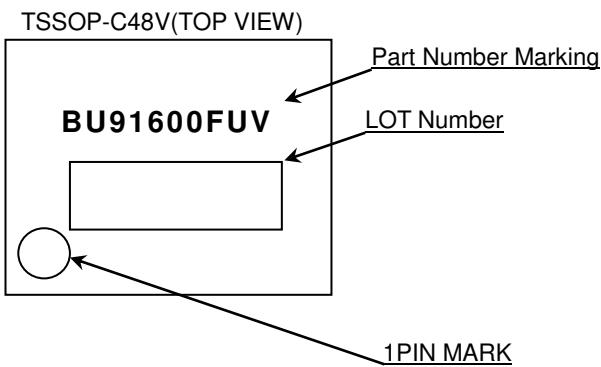 TSSOP-C48V(TOP VIEW)
Part Number Marking
BU91600FUV
LOT Number
1PIN MARK